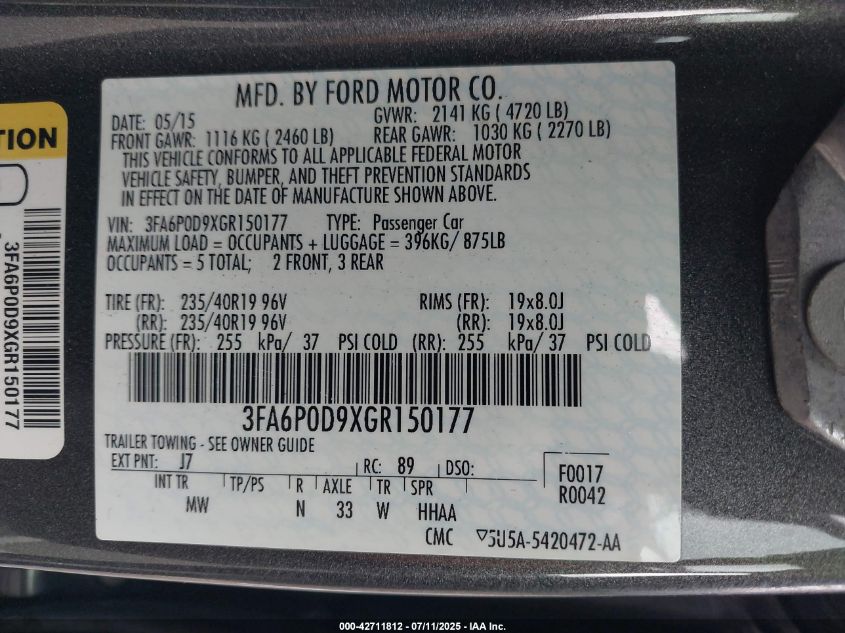 MFD. BY FORD MOTOR CO.
DATE: 05/15 GVWR: 2141 KG ( 4720 LB)
FRONT GAWR: 1116 KG ( 2460 LB) REAR GAWR: 1030 KG ( 2270 LB)
THIS VEHICLE CONFORMS TO ALL APPLICABLE FEDERAL MOTOR
VEHICLE SAFETY, BUMPER, AND THEFT PREVENTION STANDARDS
IN EFFECT ON THE DATE OF MANUFACTURE SHOWN ABOVE.
VIN: 3FA6P0D9XGR150177 TYPE: Passenger Car
MAXIMUM LOAD = OCCUPANTS + LUGGAGE = 396KG/ 875LB
OCCUPANTS = 5 TOTAL; 2 FRONT, 3 REAR
TIRE (FR): 235/40R19 96V RIMS (FR): 19x8.0J
(RR): 235/40R19 96V (RR): 19x8.0J
PRESSURE (FR): 255 kPa/ 37 PSI COLD (RR): 255 kPa/ 37 PSI COLD
3FA6P0D9XGR150177
TRAILER TOWING - SEE OWNER GUIDE
EXT PNT: J7 RC: 89 DSO: F0017
INT TR TP/PS R AXLE TR SPR R0042
MW N 33 W HHAA
CMC ▽5U5A-5420472-AA
TION
3FA6P0D9XGR150177
000-42711812 - 07/11/2025 - IAA Inc.